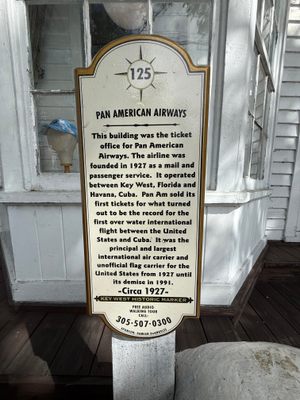 125
PAN AMERICAN AIRWAYS
This building was the ticket
office for Pan American
Airways. The airline was
founded in 1927 as a mail and
passenger service. It operated
between Key West, Florida and
Havana, Cuba. Pan Am sold its
first tickets for what turned
out to be the record for the
first over water international
flight between the United
States and Cuba. It was the
principal and largest
international air carrier and
unofficial flag carrier for the
United States from 1927 until
its demise in 1991.
-Circa 1927-
KEY WEST HISTORIC MARKER
FREE AUDIO
WALKING TOUR
CALL:
305-507-0300